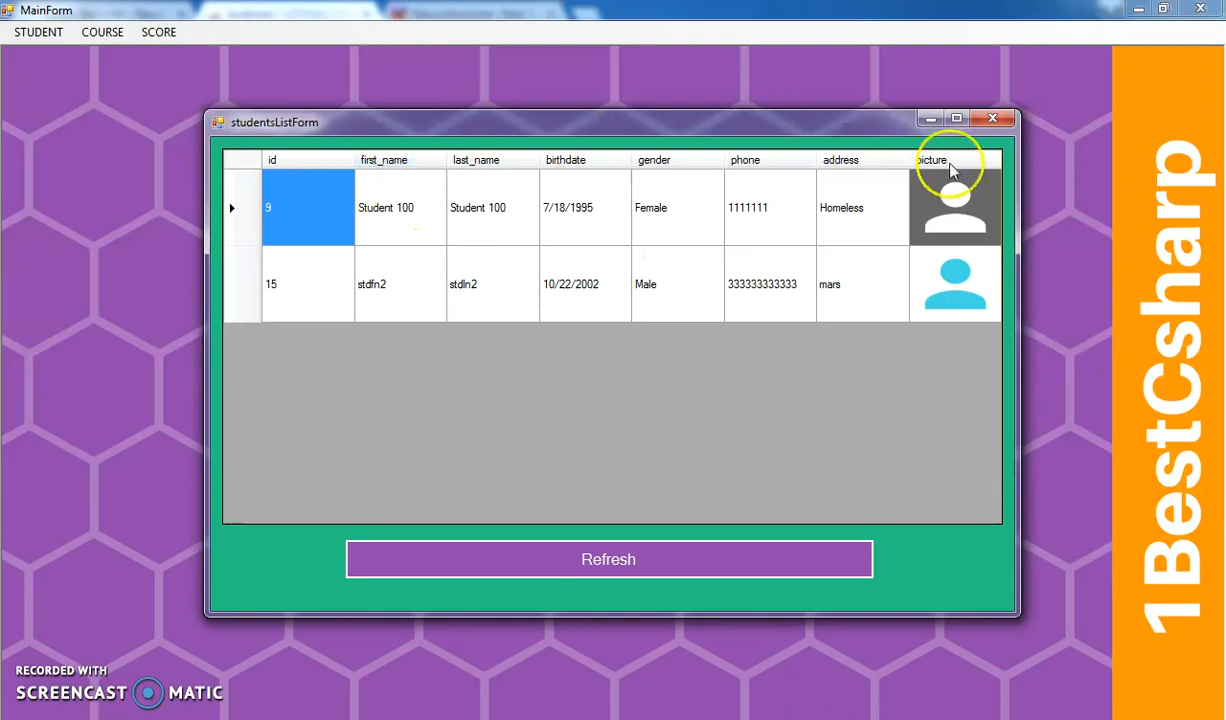 MainForm
STUDENT COURSE SCORE
studentsListForm
id first_name last_name birthdate gender phone address picture
9 Student 100 Student 100 7/18/1995 Female 1111111 Homeless
15 stdfn2 stdln2 10/22/2002 Male 333333333333 mars
Refresh
1BestCsharp
RECORDED WITH
SCREENCAST MATIC